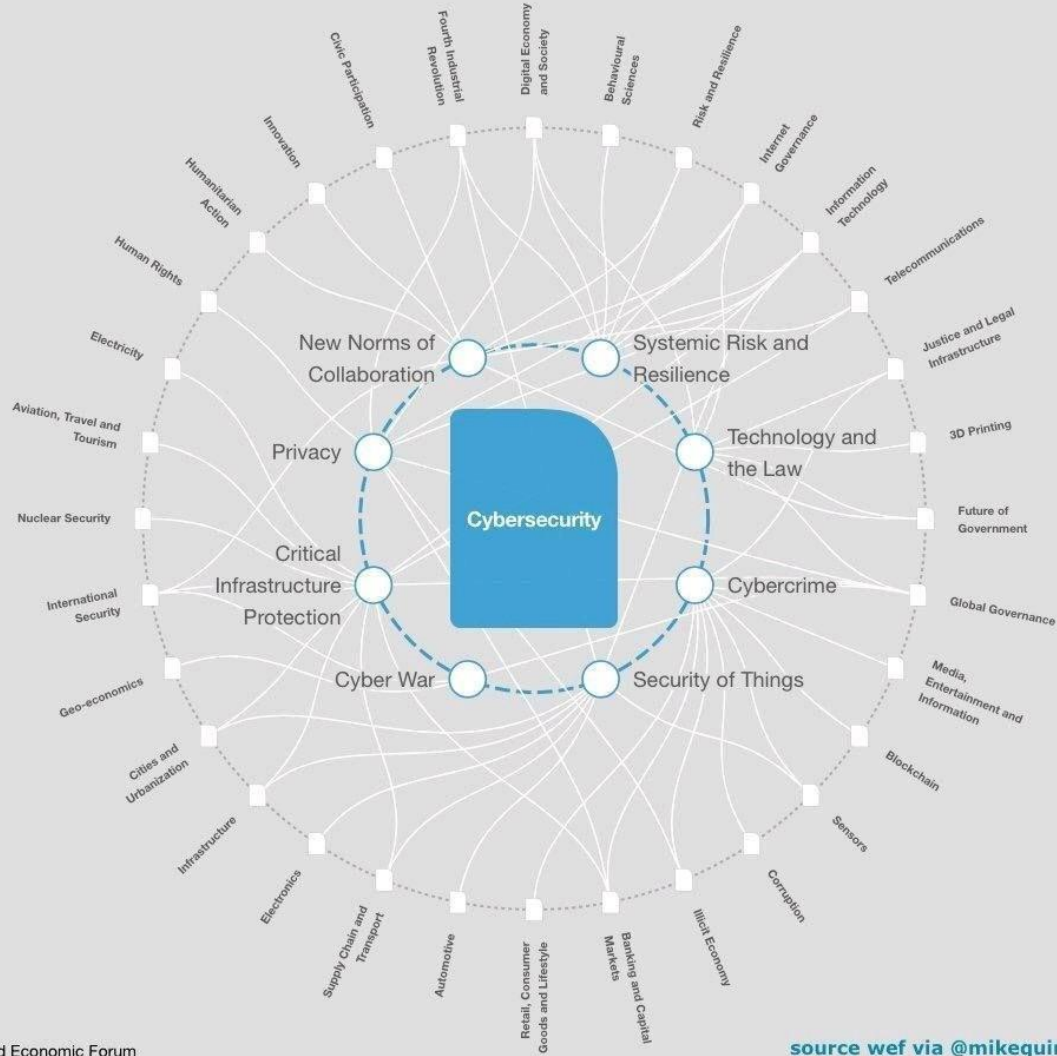 Digital Economy
and Society
Behavioural
Sciences
Risk and Resilience
Internet
Governance
Information
Technology
Telecommunications
Justice and Legal
Infrastructure
3D Printing
Future of
Government
Global Governance
Media,
Entertainment and
Information
Blockchain
Sensors
Corruption
Illicit Economy
Banking and Capital
Markets
Retail, Consumer
Goods and Lifestyle
Automotive
Supply Chain and
Transport
Electronics
Infrastructure
Cities and
Urbanization
Geo-economics
International
Security
Nuclear Security
Aviation, Travel and
Tourism
Electricity
Human Rights
Humanitarian
Action
Innovation
Civic Participation
Fourth Industrial
Revolution
New Norms of
Collaboration
Systemic Risk and
Resilience
Privacy
Technology and
the Law
Cybersecurity
Critical
Infrastructure
Protection
Cybercrime
Cyber War
Security of Things
d Economic Forum
source wef via @mikequi